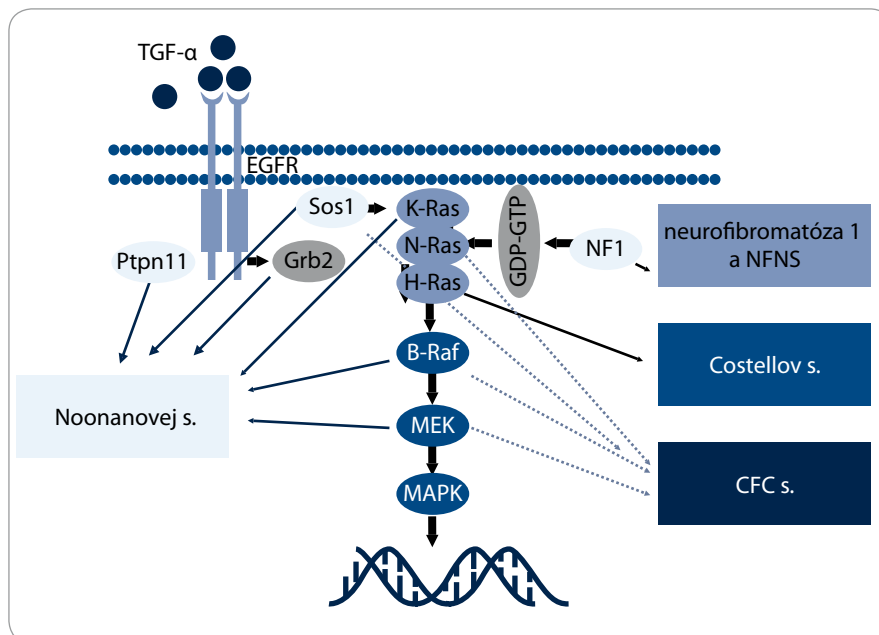 TGF-α
EGFR
Sos1
K-Ras
N-Ras
H-Ras
GDP-GTP
NF1
neurofibromatóza 1
a NFNS
Ptpn11
Grb2
B-Raf
Costellov s.
Noonanovej s.
MEK
CFC s.
MAPK